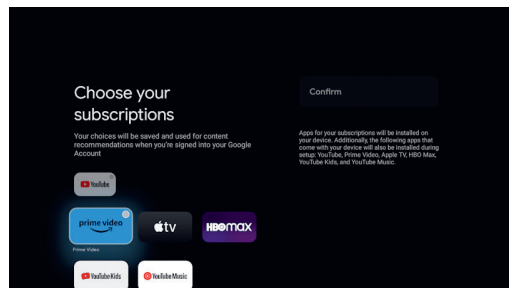 Choose your
subscriptions
Your choices will be saved and used for content
recommendations when you're signed into your Google
Account
YouTube
prime video
tv
HBOMAX
Prime Video
YouTube Kids
YouTube Music
Confirm
Apps for your subscriptions will be installed on
your device. Additionally, the following apps that
come with your device will also be installed during
setup: YouTube, Prime Video, Apple TV, HBO Max,
YouTube Kids, and YouTube Music.